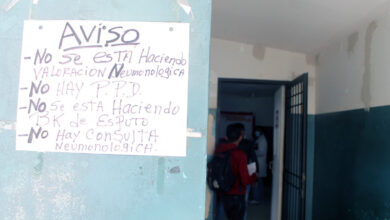 AVISO
-No SE ESTA HaciENDO
VALORACION NEUMONOLOGICA
-No HAY P.P.D.
-No SE ESTA HACIENDO
BK de ESPUTO
-No HAY CONSULTA
NEUMONOLOGICA.